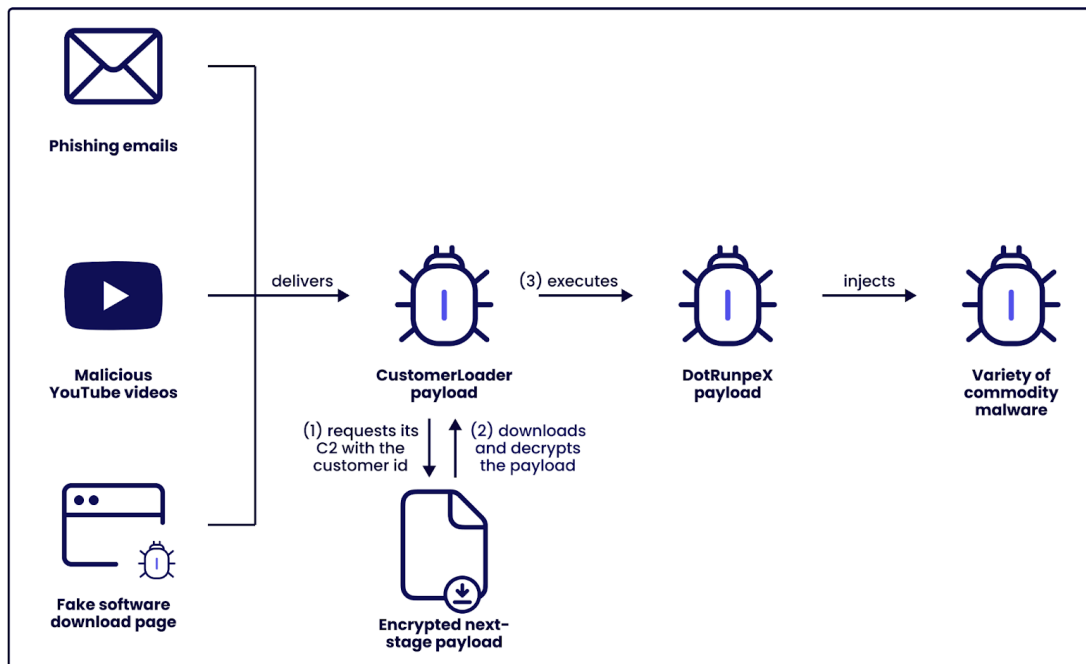 Phishing emails
Malicious
YouTube videos
Fake software
download page
delivers
CustomerLoader
payload
(1) requests its
C2 with the
customer id
(2) downloads
and decrypts
the payload
Encrypted next-
stage payload
(3) executes
DotRunpeX
payload
injects
Variety of
commodity
malware